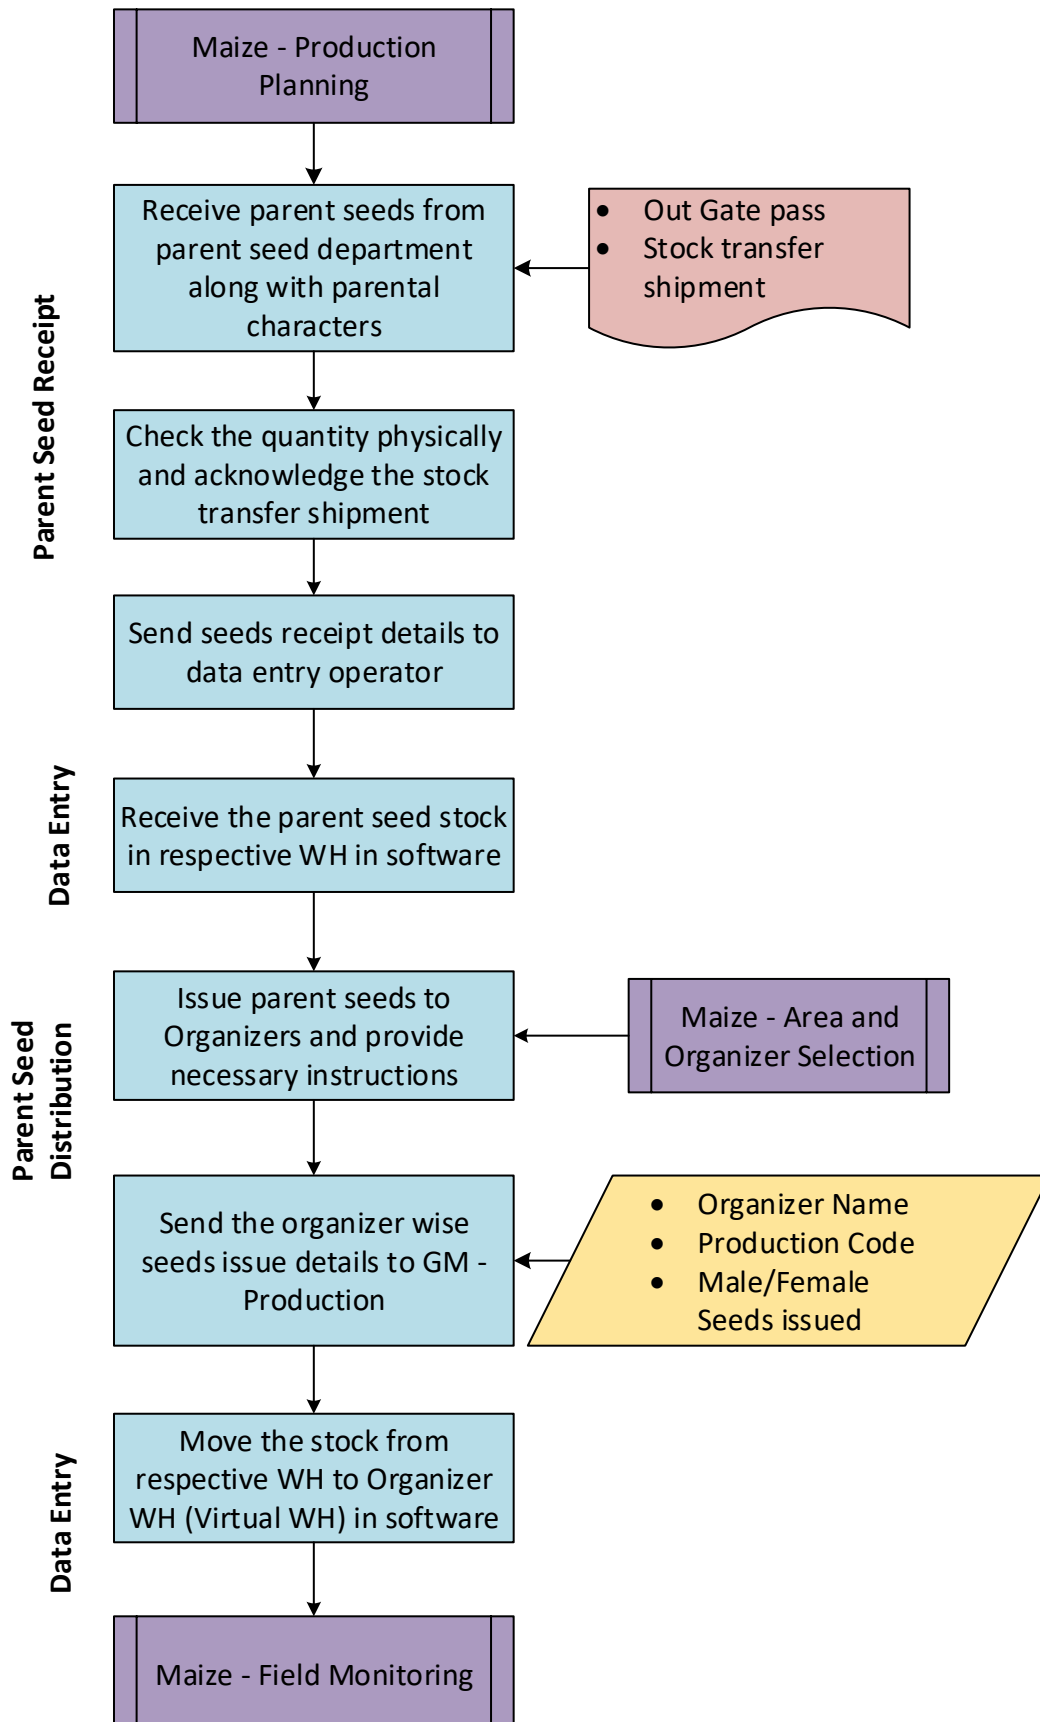 Maize - Production
Planning
Receive parent seeds from
parent seed department
along with parental
characters
• Out Gate pass
• Stock transfer
shipment
Parent Seed Receipt
Check the quantity physically
and acknowledge the stock
transfer shipment
Send seeds receipt details to
data entry operator
Data Entry
Receive the parent seed stock
in respective WH in software
Parent Seed
Distribution
Issue parent seeds to
Organizers and provide
necessary instructions
Maize - Area and
Organizer Selection
Send the organizer wise
seeds issue details to GM -
Production
• Organizer Name
• Production Code
• Male/Female
Seeds issued
Data Entry
Move the stock from
respective WH to Organizer
WH (Virtual WH) in software
Maize - Field Monitoring